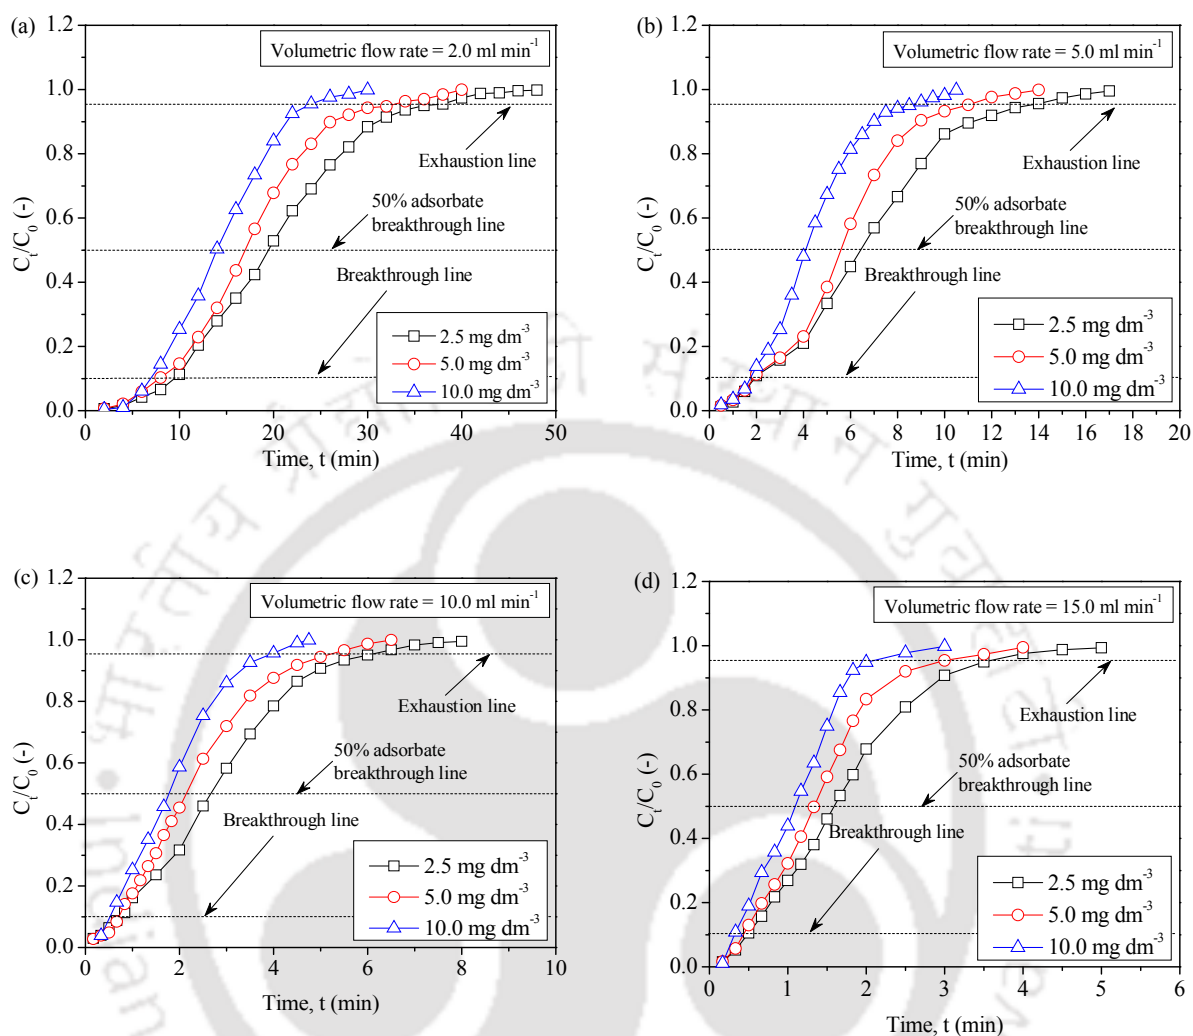 (a)
Volumetric flow rate = 2.0 ml min-1
1.2
1.0
0.8
0.6
0.4
0.2
0.0
Ct/C0 (-)
Exhaustion line
50% adsorbate
breakthrough line
Breakthrough line
2.5 mg dm-3
5.0 mg dm-3
10.0 mg dm-3
0 10 20 30 40 50
Time, t (min)
(b)
Volumetric flow rate = 5.0 ml min-1
1.2
1.0
0.8
0.6
0.4
0.2
0.0
Ct/C0 (-)
Exhaustion line
50% adsorbate
breakthrough line
Breakthrough line
2.5 mg dm-3
5.0 mg dm-3
10.0 mg dm-3
0 2 4 6 8 10 12 14 16 18 20
Time, t (min)
(c)
Volumetric flow rate = 10.0 ml min-1
1.2
1.0
0.8
0.6
0.4
0.2
0.0
Ct/C0 (-)
Exhaustion line
50% adsorbate
breakthrough line
Breakthrough line
2.5 mg dm-3
5.0 mg dm-3
10.0 mg dm-3
0 2 4 6 8 10
Time, t (min)
(d)
Volumetric flow rate = 15.0 ml min-1
1.2
1.0
0.8
0.6
0.4
0.2
0.0
Ct/C0 (-)
Exhaustion line
50% adsorbate
breakthrough line
Breakthrough line
2.5 mg dm-3
5.0 mg dm-3
10.0 mg dm-3
0 1 2 3 4 5 6
Time, t (min)